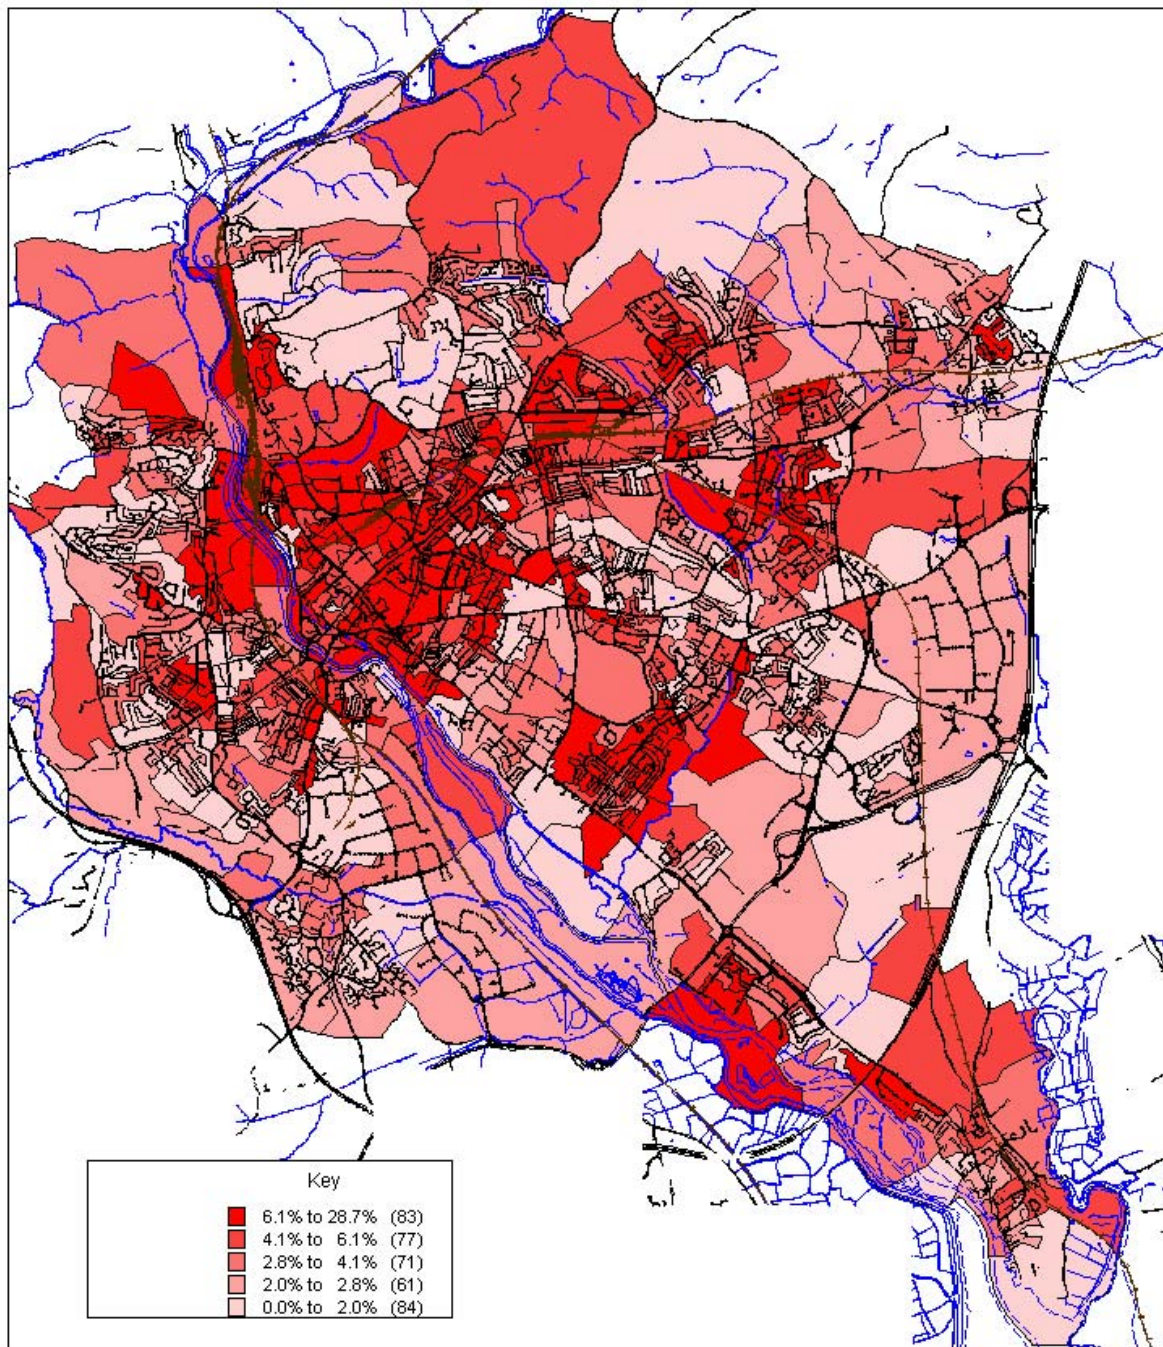 Key
6.1% to 28.7% (83)
4.1% to 6.1% (77)
2.8% to 4.1% (71)
2.0% to 2.8% (61)
0.0% to 2.0% (84)